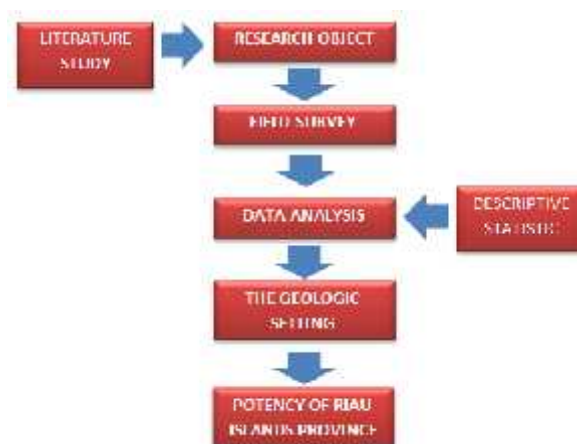 LITERATURE
STUDY
RESEARCH OBJECT
FIELD SURVEY
DATA ANALYSIS
DESCRIPTIVE
STATISTIC
THE GEOLOGIC
SETTING
POTENCY OF RIAU
ISLANDS PROVINCE